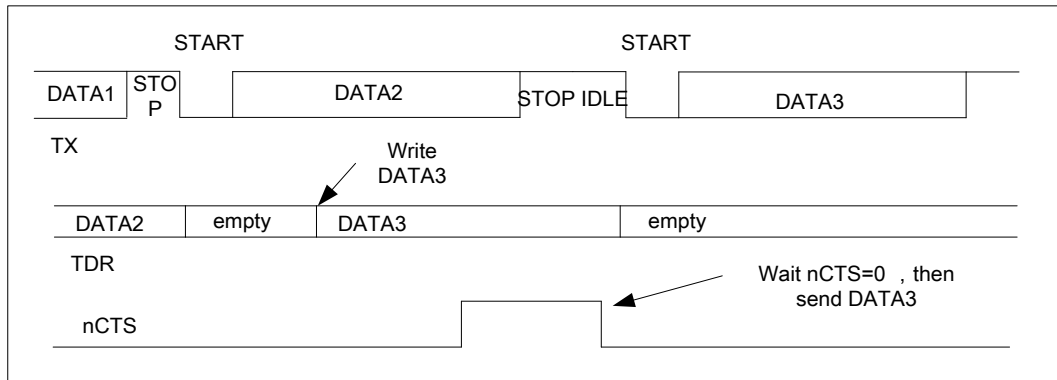 START START
DATA1 STO DATA2 STOP IDLE DATA3
P
TX
Write
DATA3
DATA2 empty DATA3 empty
TDR
Wait nCTS=0 , then
send DATA3
nCTS